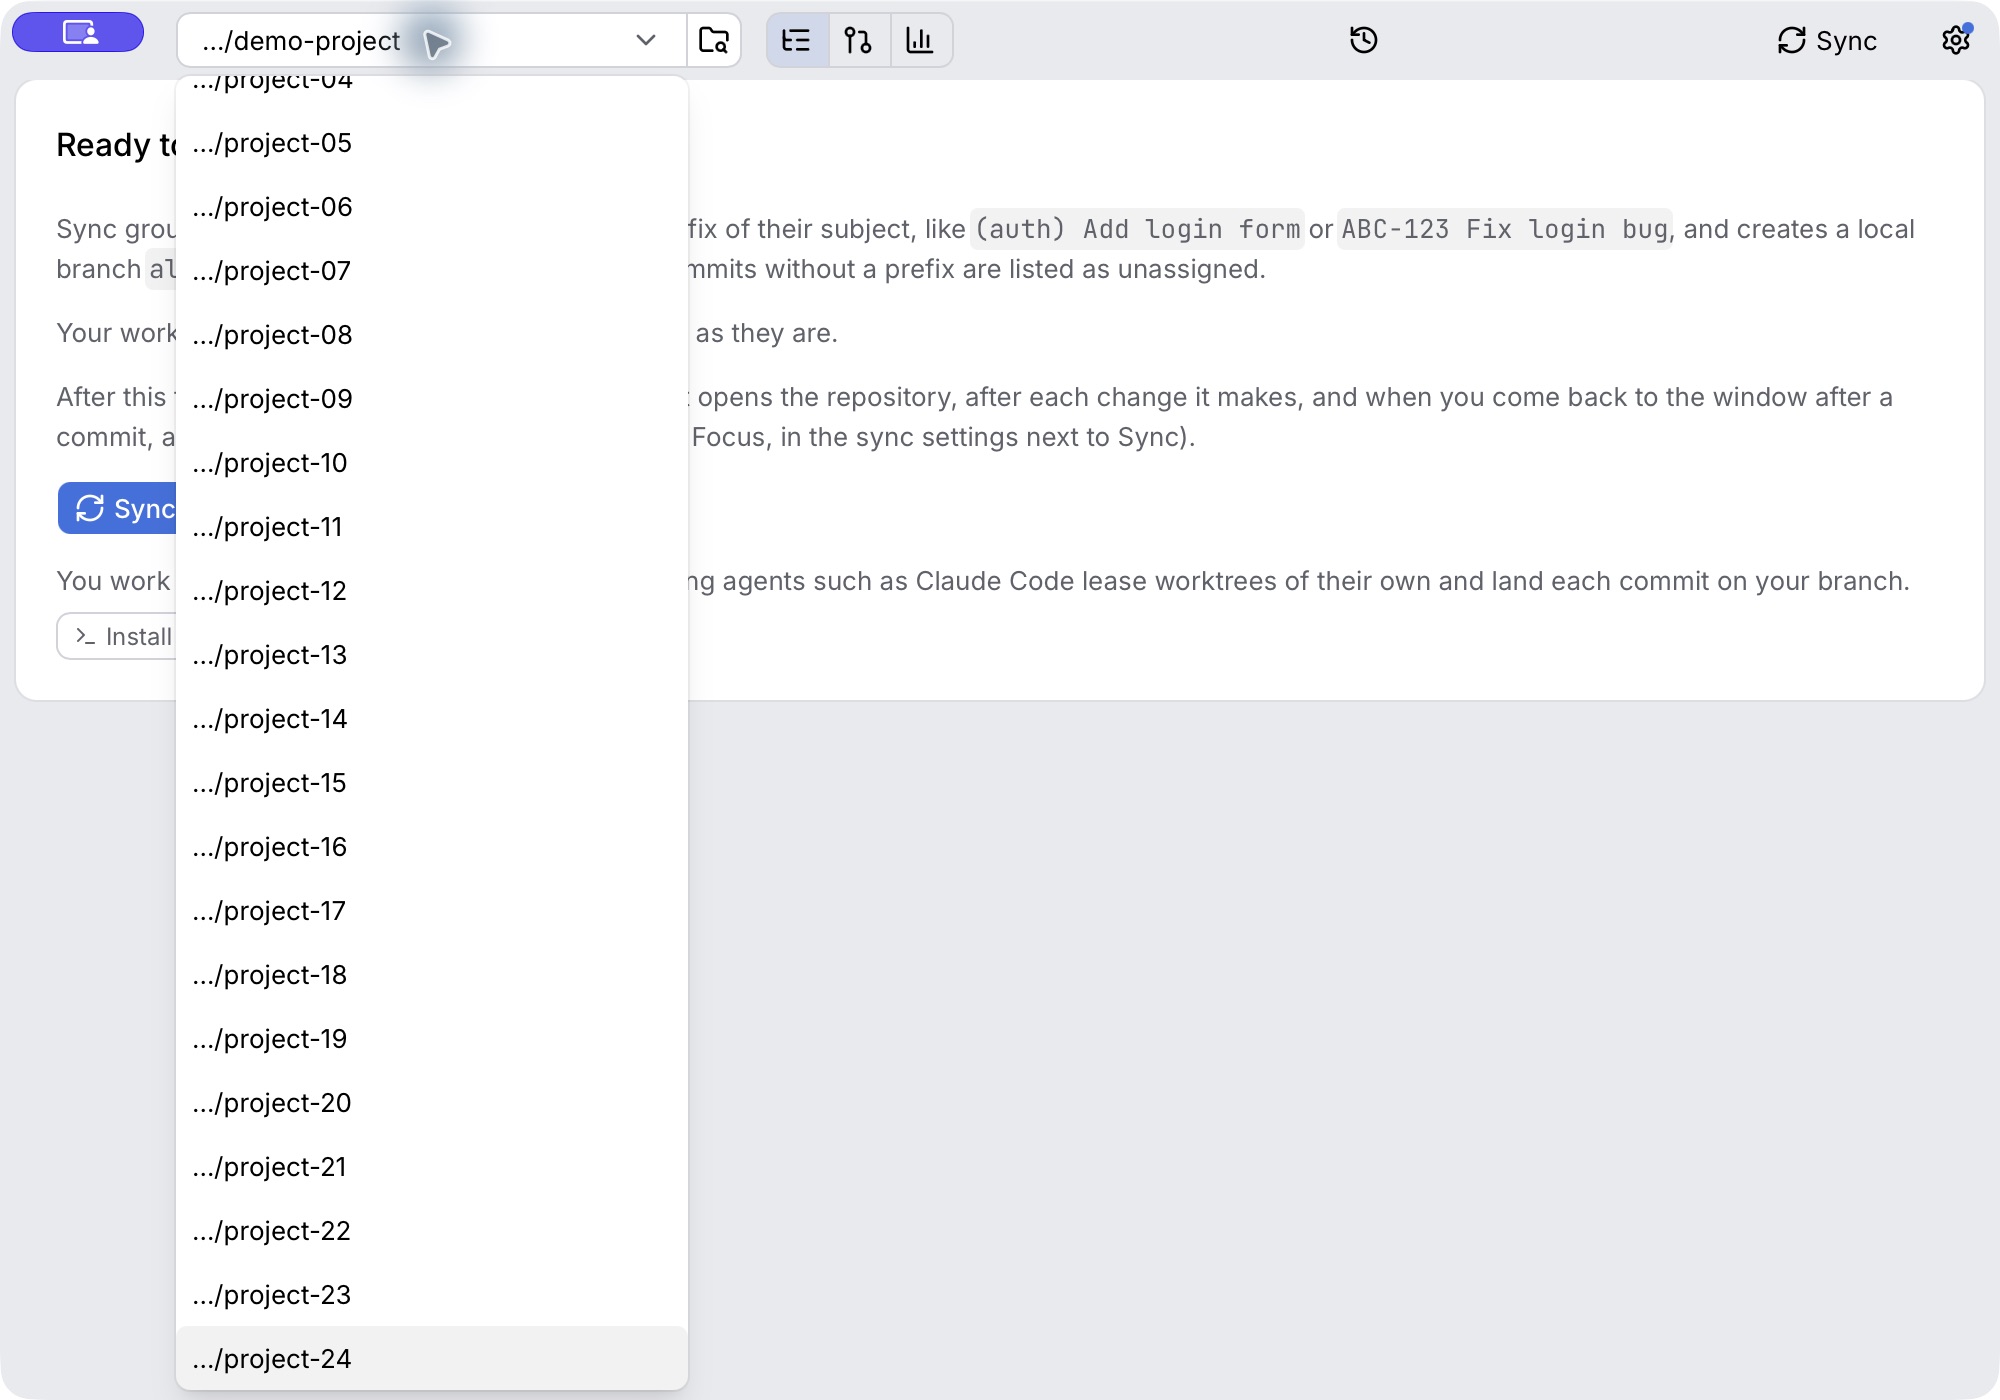 .../demo-project
Sync
.../project-04
.../project-05
.../project-06
.../project-07
.../project-08
.../project-09
.../project-10
.../project-11
.../project-12
.../project-13
.../project-14
.../project-15
.../project-16
.../project-17
.../project-18
.../project-19
.../project-20
.../project-21
.../project-22
.../project-23
.../project-24
Ready
Sync of their subject, like (auth) Add login form or ABC-123 Fix login bug, and creates a local
branch without a prefix are listed as unassigned.
Your work as they are.
After this opens the repository, after each change it makes, and when you come back to the window after a
commit, Focus, in the sync settings next to Sync).
Sync
You work agents such as Claude Code lease worktrees of their own and land each commit on your branch.
>_ Install